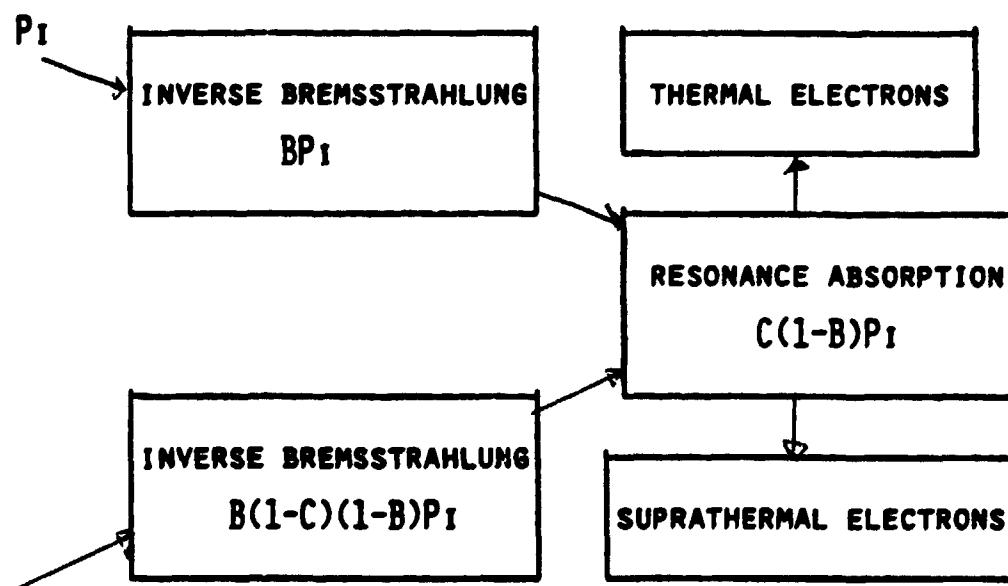 PI
INVERSE BREMSSTRAHLUNG
BPI
THERMAL ELECTRONS
RESONANCE ABSORPTION
C(1-B)PI
INVERSE BREMSSTRAHLUNG
B(1-C)(1-B)PI
SUPRATHERMAL ELECTRONS